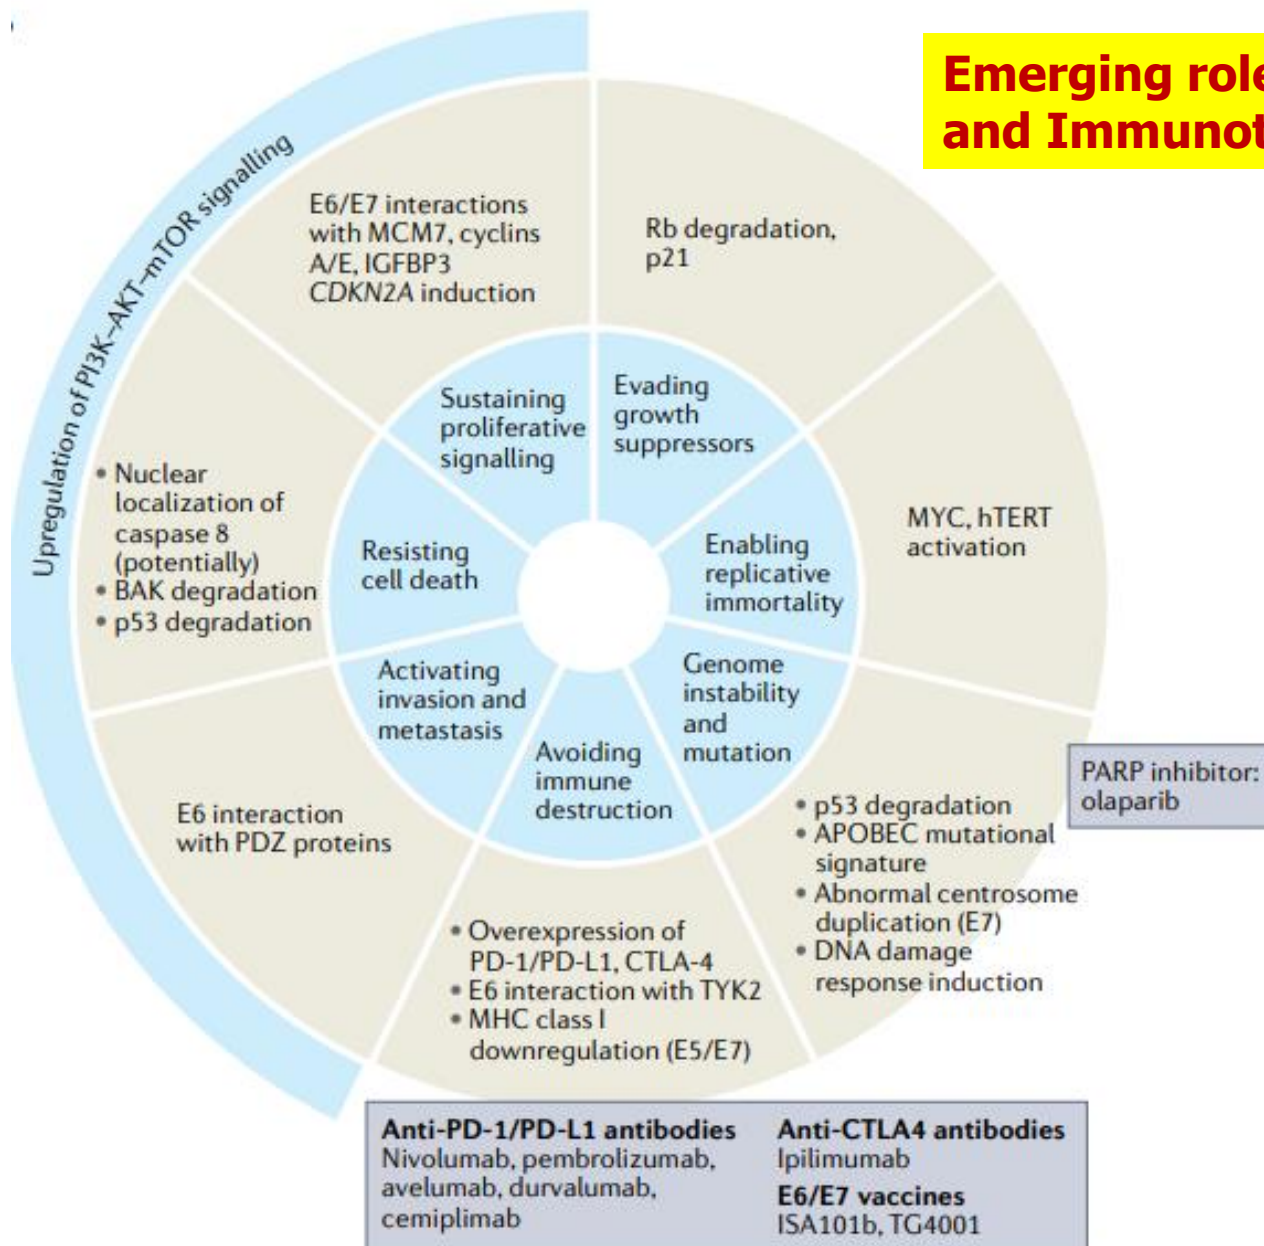 Emerging role
and Immunot
Upregulation of PI3K–AKT–mTOR signalling
E6/E7 interactions
with MCM7, cyclins
A/E, IGFBP3
CDKN2A induction
Rb degradation,
p21
Sustaining
proliferative
signalling
Evading
growth
suppressors
• Nuclear
localization of
caspase 8
(potentially)
• BAK degradation
• p53 degradation
Resisting
cell death
Enabling
replicative
immortality
MYC, hTERT
activation
Activating
invasion and
metastasis
Genome
instability
and
mutation
Avoiding
immune
destruction
PARP inhibitor:
olaparib
E6 interaction
with PDZ proteins
• p53 degradation
• APOBEC mutational
signature
• Abnormal centrosome
duplication (E7)
• DNA damage
response induction
• Overexpression of
PD-1/PD-L1, CTLA-4
• E6 interaction with TYK2
• MHC class I
downregulation (E5/E7)
Anti-PD-1/PD-L1 antibodies
Nivolumab, pembrolizumab,
avelumab, durvalumab,
cemiplimab
Anti-CTLA4 antibodies
Ipilimumab
E6/E7 vaccines
ISA101b, TG4001